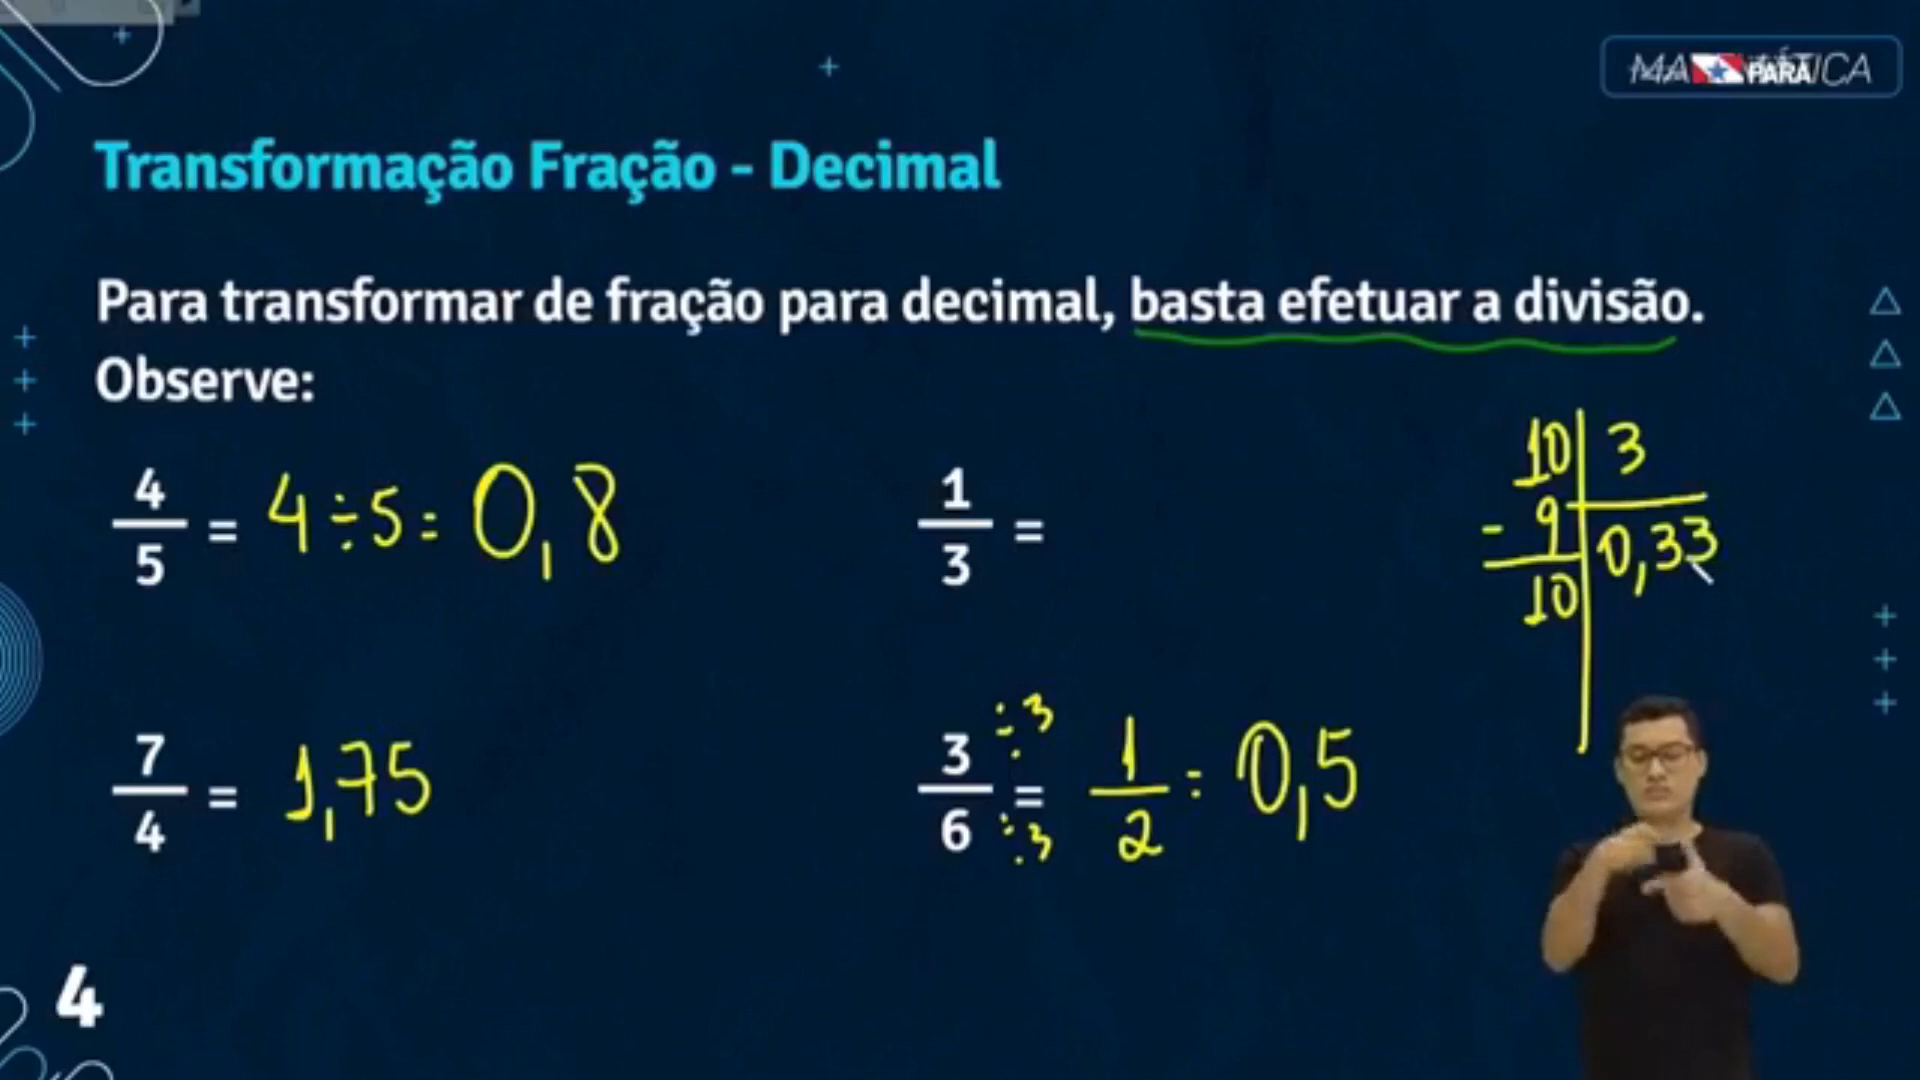 MATEMÁTICA
PARÁ
Transformação Fração - Decimal
Para transformar de fração para decimal, basta efetuar a divisão.
Observe:
4/5 = 4 ÷ 5 = 0,8
1/3 =
10 | 3
- 9 | 0,33
10
7/4 = 1,75
3/6 ÷3 ÷3 = 1/2 = 0,5
4